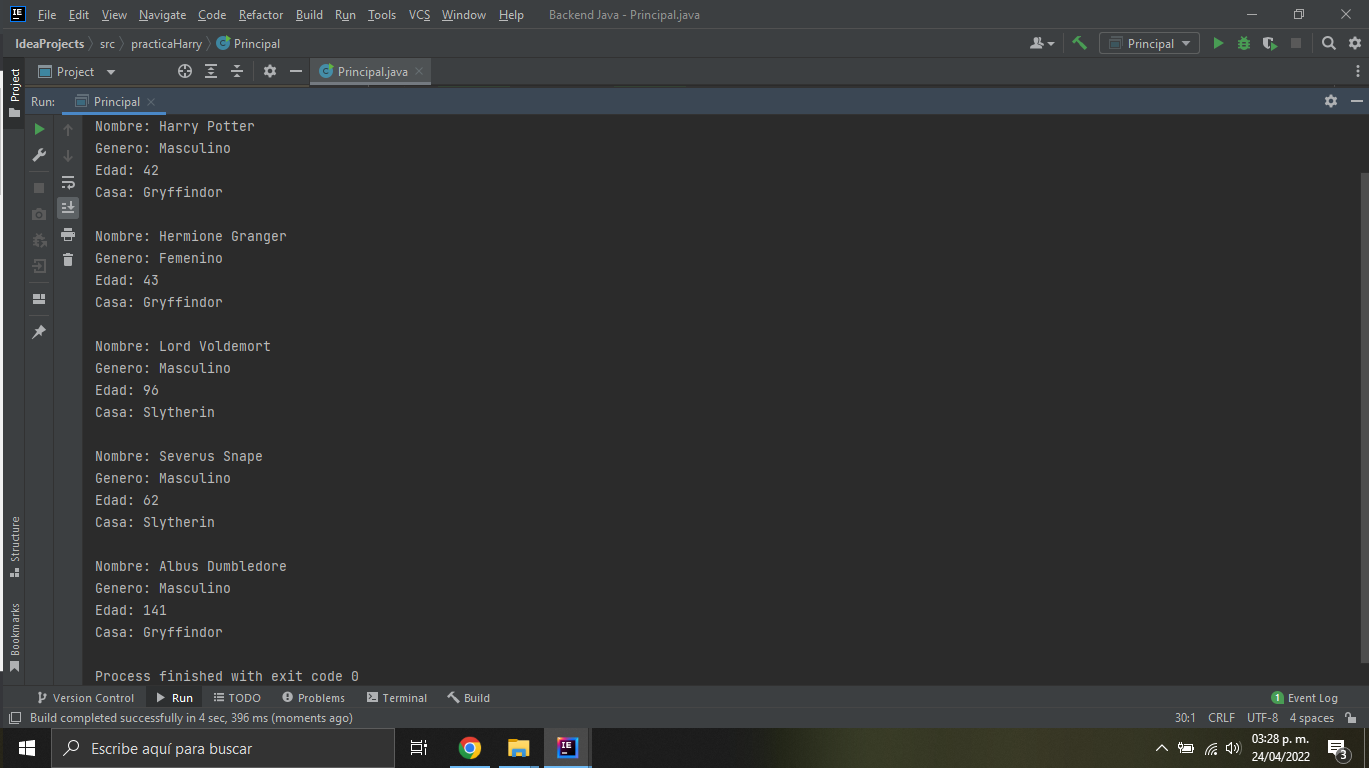 File Edit View Navigate Code Refactor Build Run Tools VCS Window Help Backend Java - Principal.java
IdeaProjects src practicaHarry Principal Principal
Project Project Principal.java
Run: Principal
Nombre: Harry Potter
Genero: Masculino
Edad: 42
Casa: Gryffindor
Nombre: Hermione Granger
Genero: Femenino
Edad: 43
Casa: Gryffindor
Nombre: Lord Voldemort
Genero: Masculino
Edad: 96
Casa: Slytherin
Nombre: Severus Snape
Genero: Masculino
Edad: 62
Casa: Slytherin
Structure
Nombre: Albus Dumbledore
Genero: Masculino
Edad: 141
Casa: Gryffindor
Bookmarks
Process finished with exit code 0
Version Control Run TODO Problems Terminal Build 1 Event Log
Build completed successfully in 4 sec, 396 ms (moments ago) 30:1 CRLF UTF-8 4 spaces
Escribe aquí para buscar
03:28 p. m.
24/04/2022
3
IE
IE